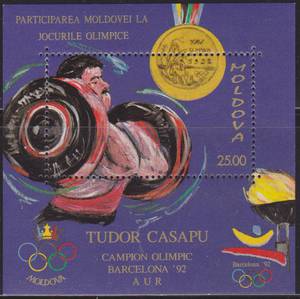 PARTICIPAREA MOLDOVEI LA
JOCURILE OLIMPICE
MOLDOVA
25.00
TUDOR CASAPU
CAMPION OLIMPIC
BARCELONA '92
AUR
MOLDOVA
Barcelona '92